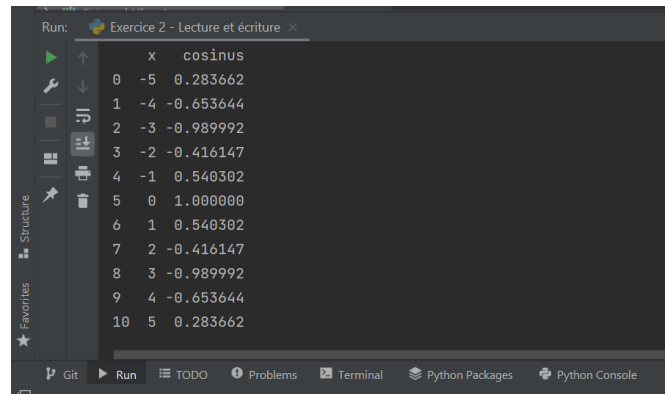 Run: Exercice 2 - Lecture et écriture
x cosinus
0 -5 0.283662
1 -4 -0.653644
2 -3 -0.989992
3 -2 -0.416147
4 -1 0.540302
5 0 1.000000
6 1 0.540302
7 2 -0.416147
8 3 -0.989992
9 4 -0.653644
10 5 0.283662
Structure
Favorites
Git Run TODO Problems Terminal Python Packages Python Console